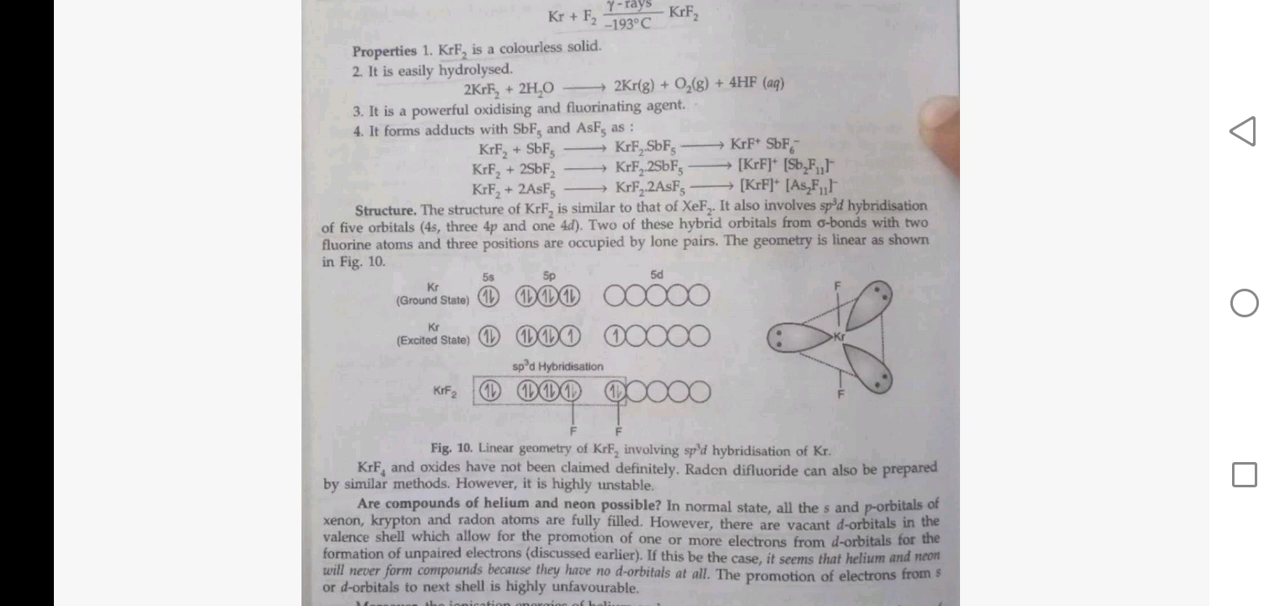 γ-rays
Kr + F₂ ——— KrF₂
–193°C
Properties 1. KrF₂ is a colourless solid.
2. It is easily hydrolysed.
2KrF₂ + 2H₂O ⟶ 2Kr(g) + O₂(g) + 4HF (aq)
3. It is a powerful oxidising and fluorinating agent.
4. It forms adducts with SbF₅ and AsF₅ as :
KrF₂ + SbF₅ ⟶ KrF₂.SbF₅ ⟶ KrF⁺ SbF₆⁻
KrF₂ + 2SbF₂ ⟶ KrF₂.2SbF₅ ⟶ [KrF]⁺ [Sb₂F₁₁]⁻
KrF₂ + 2AsF₅ ⟶ KrF₂.2AsF₅ ⟶ [KrF]⁺ [As₂F₁₁]⁻
Structure. The structure of KrF₂ is similar to that of XeF₂. It also involves sp³d hybridisation
of five orbitals (4s, three 4p and one 4d). Two of these hybrid orbitals from σ-bonds with two
fluorine atoms and three positions are occupied by lone pairs. The geometry is linear as shown
in Fig. 10.
5s 5p 5d
Kr
(Ground State)
Kr
(Excited State)
sp³d Hybridisation
KrF₂
F F
F
Kr
F
Fig. 10. Linear geometry of KrF₂ involving sp³d hybridisation of Kr.
KrF₄ and oxides have not been claimed definitely. Radon difluoride can also be prepared
by similar methods. However, it is highly unstable.
Are compounds of helium and neon possible? In normal state, all the s and p-orbitals of
xenon, krypton and radon atoms are fully filled. However, there are vacant d-orbitals in the
valence shell which allow for the promotion of one or more electrons from d-orbitals for the
formation of unpaired electrons (discussed earlier). If this be the case, it seems that helium and neon
will never form compounds because they have no d-orbitals at all. The promotion of electrons from s
or d-orbitals to next shell is highly unfavourable.